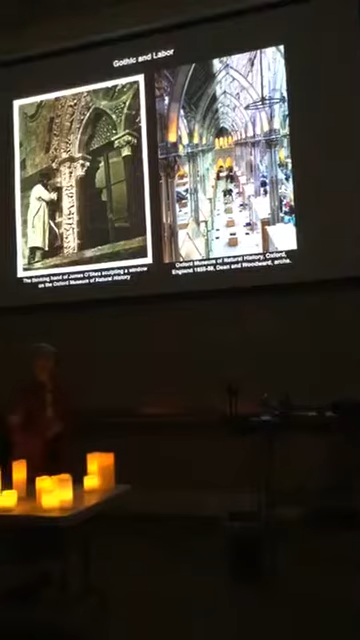 Gothic and Labor
The thinking hand of James O'Shea sculpting a window
on the Oxford Museum of Natural History
Oxford Museum of Natural History, Oxford,
England 1855-60, Dean and Woodward, archs.